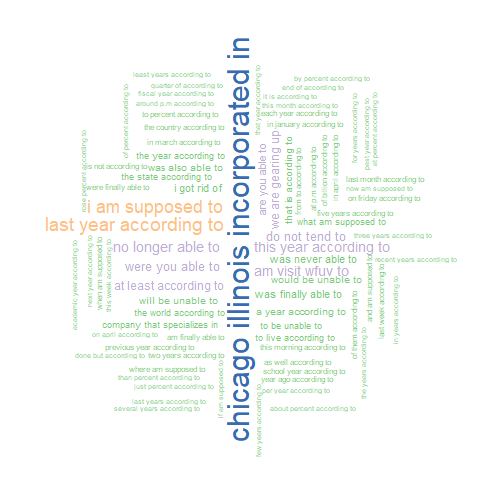 least years according to
by percent according to
quarter of according to
end of according to
fiscal year according to
it is according to
around p.m according to
this month according to
to percent according to
each year according to
the country according to
in january according to
in march according to
the year according to
is not according to
was also able to
the state according to
last month according to
were finally able to
i got rid of
now am supposed to
on friday according to
i am supposed to
five years according to
last year according to
what am supposed to
do not tend to
three years according to
no longer able to
this year according to
were you able to
was never able to
recent years according to
am visit wfuv to
at least according to
would be unable to
will be unable to
was finally able to
the world according to
a year according to
company that specializes in
to be unable to
on april according to
am finally able to
to live according to
previous year according to
this morning according to
done but according to
two years according to
as well according to
where am supposed to
school year according to
than percent according to
year ago according to
just percent according to
per year according to
last years according to
several years according to
about percent according to
chicago illinois incorporated in
that year according to
of percent according to
are you able to
we are gearing up
that is according to
from to according to
at p.m according to
of billion according to
in april according to
for years according to
past year according to
academic year according to
next year according to
when am supposed to
this week according to
if am supposed to
few years according to
of them according to
the years according to
and am supposed to
last week according to
in years according to